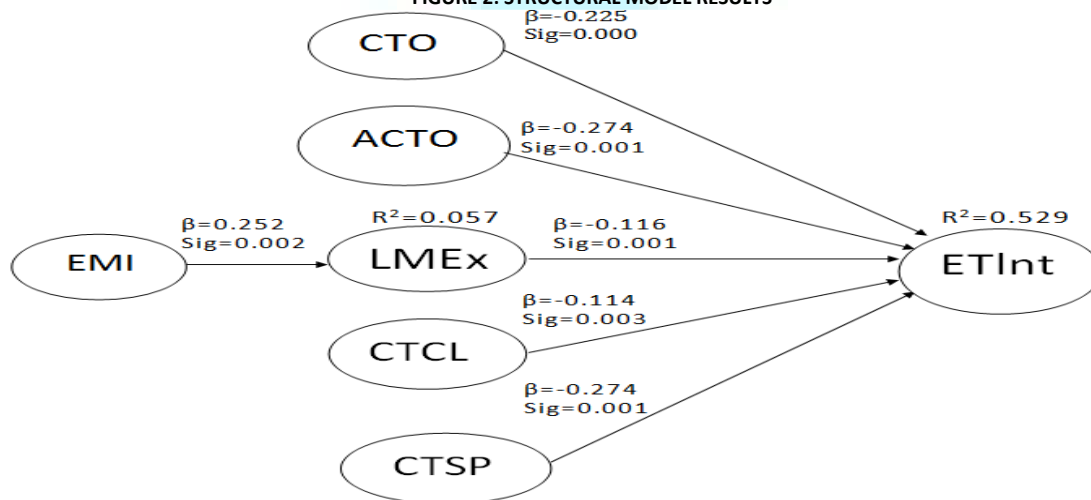 FIGURE 2: STRUCTURAL MODEL RESULTS
CTO
β=-0.225
Sig=0.000
ACTO
β=-0.274
Sig=0.001
EMI
β=0.252
Sig=0.002
R²=0.057
LMEx
β=-0.116
Sig=0.001
R²=0.529
ETInt
CTCL
β=-0.114
Sig=0.003
CTSP
β=-0.274
Sig=0.001